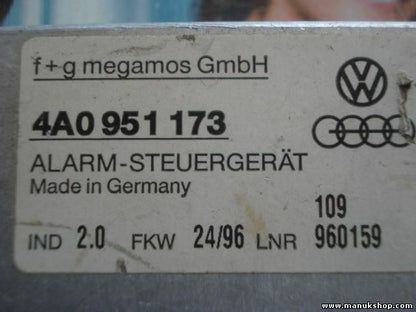 f+g megamos GmbH
4A0 951 173
ALARM-STEUERGERÄT
Made in Germany
109
IND 2.0 FKW 24/96 LNR 960159
www.manukshop.com